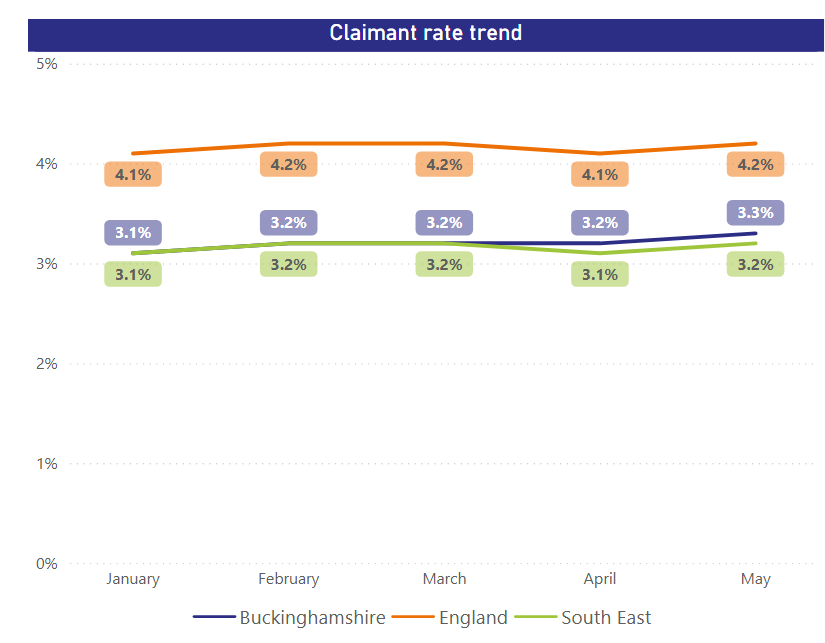 Claimant rate trend
5%
4%
3%
2%
1%
0%
4.1% 4.2% 4.2% 4.1% 4.2%
3.1% 3.2% 3.2% 3.2% 3.3%
3.1% 3.2% 3.2% 3.1% 3.2%
January February March April May
Buckinghamshire England South East